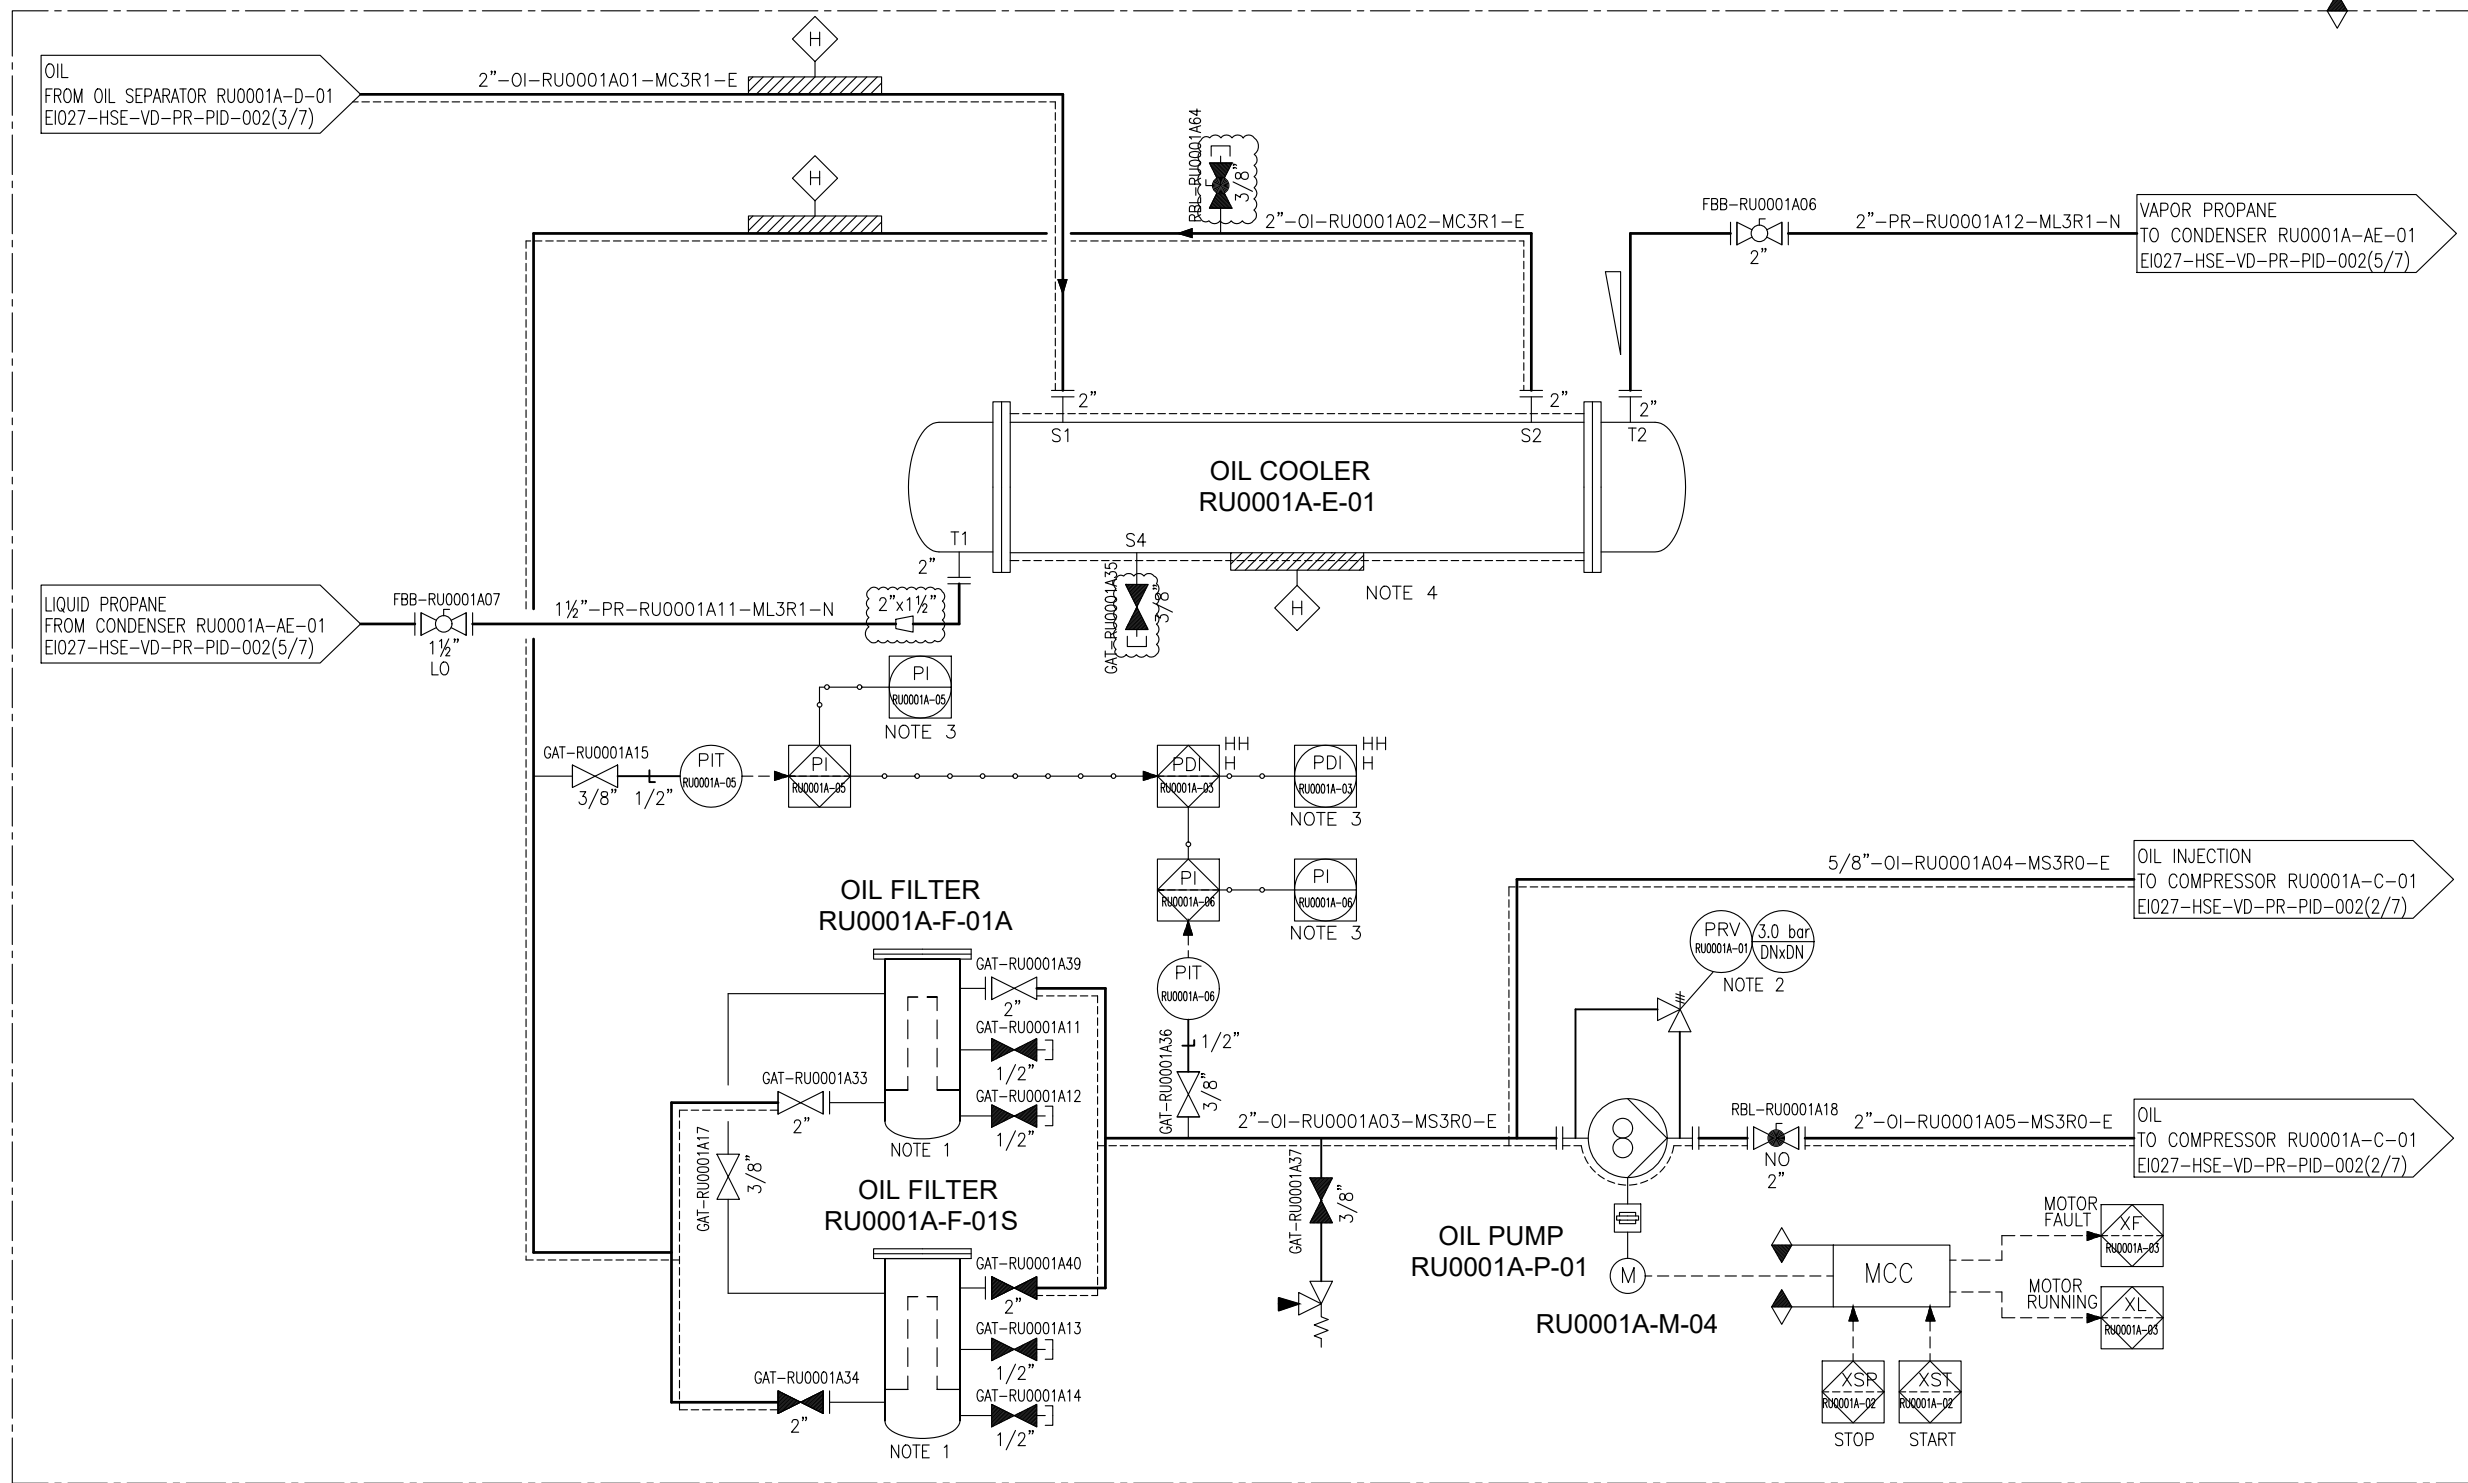 H
OIL
FROM OIL SEPARATOR RU0001A-D-01
EI027-HSE-VD-PR-PID-002(3/7)
2"-OI-RU0001A01-MC3R1-E
H
RBL-RU0001A64
3/8"
2"-OI-RU0001A02-MC3R1-E
FBB-RU0001A06
2"
2"-PR-RU0001A12-ML3R1-N
VAPOR PROPANE
TO CONDENSER RU0001A-AE-01
EI027-HSE-VD-PR-PID-002(5/7)
2"
2"
2"
S1
S2
T2
OIL COOLER
RU0001A-E-01
T1
2"
S4
GAT-RU0001A35
3/8"
H
NOTE 4
LIQUID PROPANE
FROM CONDENSER RU0001A-AE-01
EI027-HSE-VD-PR-PID-002(5/7)
FBB-RU0001A07
1½"
LO
1½"-PR-RU0001A11-ML3R1-N
2"x1½"
PI
RU0001A-05
NOTE 3
GAT-RU0001A15
3/8"
1/2"
PIT
RU0001A-05
PI
RU0001A-05
PDI
RU0001A-03
HH
H
PDI
RU0001A-03
HH
H
NOTE 3
PI
RU0001A-06
PI
RU0001A-06
NOTE 3
PIT
RU0001A-06
1/2"
GAT-RU0001A36
3/8"
5/8"-OI-RU0001A04-MS3R0-E
OIL INJECTION
TO COMPRESSOR RU0001A-C-01
EI027-HSE-VD-PR-PID-002(2/7)
OIL FILTER
RU0001A-F-01A
GAT-RU0001A39
2"
GAT-RU0001A11
1/2"
GAT-RU0001A12
1/2"
GAT-RU0001A33
2"
NOTE 1
GAT-RU0001A17
3/8"
PRV
RU0001A-01
3.0 bar
DNxDN
NOTE 2
2"-OI-RU0001A03-MS3R0-E
RBL-RU0001A18
NO
2"
2"-OI-RU0001A05-MS3R0-E
OIL
TO COMPRESSOR RU0001A-C-01
EI027-HSE-VD-PR-PID-002(2/7)
GAT-RU0001A37
3/8"
OIL FILTER
RU0001A-F-01S
GAT-RU0001A40
2"
GAT-RU0001A13
1/2"
GAT-RU0001A14
1/2"
GAT-RU0001A34
2"
NOTE 1
OIL PUMP
RU0001A-P-01
M
RU0001A-M-04
MCC
MOTOR
FAULT
XF
RU0001A-03
MOTOR
RUNNING
XL
RU0001A-03
XSP
RU0001A-02
STOP
XST
RU0001A-02
START